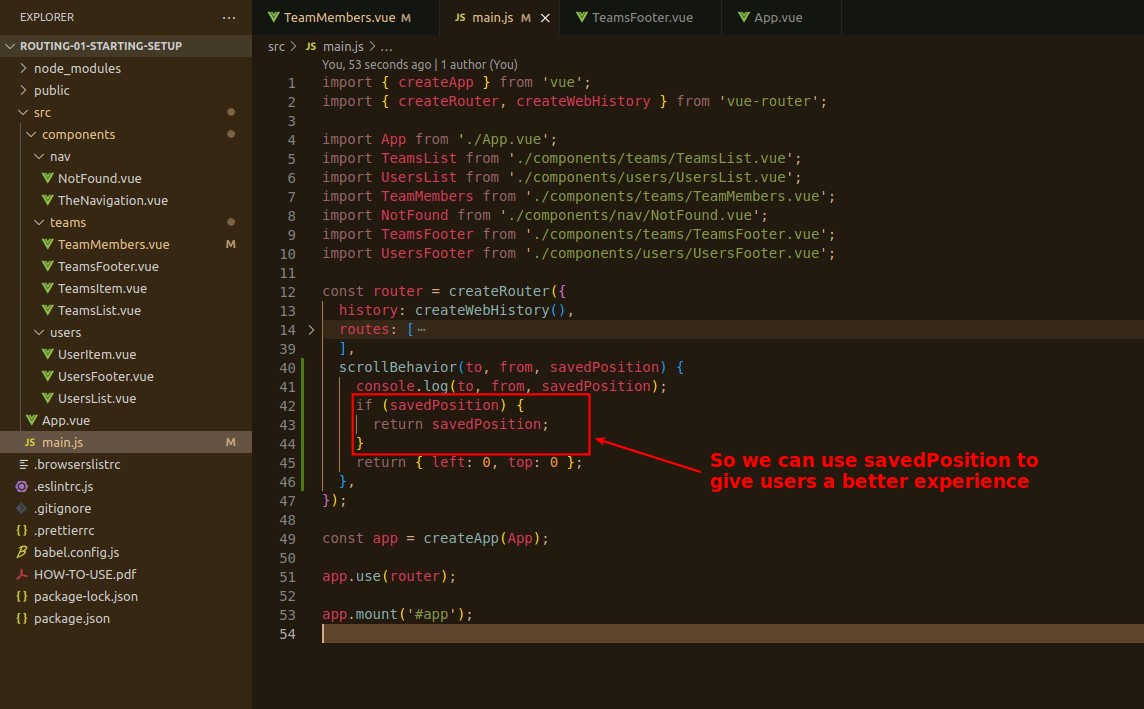 EXPLORER ...
ROUTING-01-STARTING-SETUP
node_modules
public
src
components
nav
NotFound.vue
TheNavigation.vue
teams
TeamMembers.vue M
TeamsFooter.vue
TeamsItem.vue
TeamsList.vue
users
UserItem.vue
UsersFooter.vue
UsersList.vue
App.vue
JS main.js M
.browserslistrc
.eslintrc.js
.gitignore
{} .prettierrc
babel.config.js
HOW-TO-USE.pdf
{} package-lock.json
{} package.json
TeamMembers.vue M JS main.js M TeamsFooter.vue App.vue
src > JS main.js > ...
You, 53 seconds ago | 1 author (You)
1 import { createApp } from 'vue';
2 import { createRouter, createWebHistory } from 'vue-router';
3
4 import App from './App.vue';
5 import TeamsList from './components/teams/TeamsList.vue';
6 import UsersList from './components/users/UsersList.vue';
7 import TeamMembers from './components/teams/TeamMembers.vue';
8 import NotFound from './components/nav/NotFound.vue';
9 import TeamsFooter from './components/teams/TeamsFooter.vue';
10 import UsersFooter from './components/users/UsersFooter.vue';
11
12 const router = createRouter({
13 history: createWebHistory(),
14 routes: [ ⋯
39 ],
40 scrollBehavior(to, from, savedPosition) {
41 console.log(to, from, savedPosition);
42 if (savedPosition) {
43 return savedPosition;
44 }
45 return { left: 0, top: 0 };
46 },
47 });
48
49 const app = createApp(App);
50
51 app.use(router);
52
53 app.mount('#app');
54
So we can use savedPosition to
give users a better experience